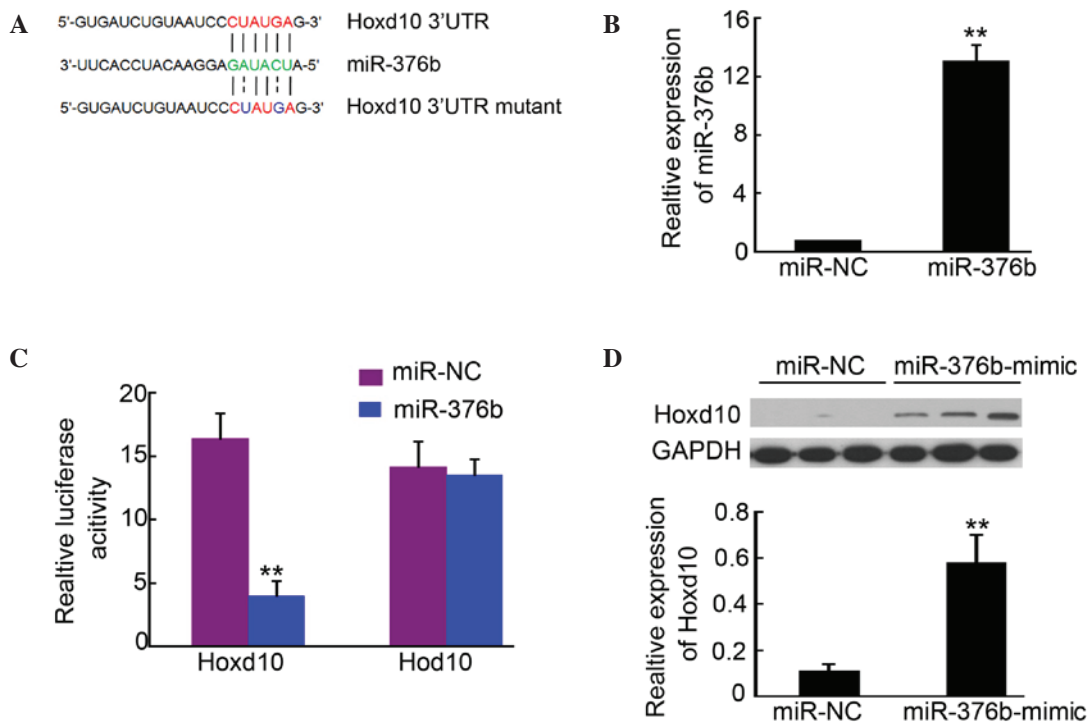 A
5'-GUGAUCUGUAAUCCCUAUGAG-3' Hoxd10 3'UTR
3'-UUCACCUACAAGGAGAUACUA-5' miR-376b
5'-GUGAUCUGUAAUCCCUAUGAG-3' Hoxd10 3'UTR mutant
B
Realtive expression
of miR-376b
16
12
8
4
0
**
miR-NC
miR-376b
C
miR-NC
miR-376b
Realtive luciferase
acitivity
20
15
10
5
0
**
Hoxd10
Hod10
D
miR-NC
miR-376b-mimic
Hoxd10
GAPDH
Realtive expression
of Hoxd10
0.8
0.6
0.4
0.2
0
**
miR-NC
miR-376b-mimic